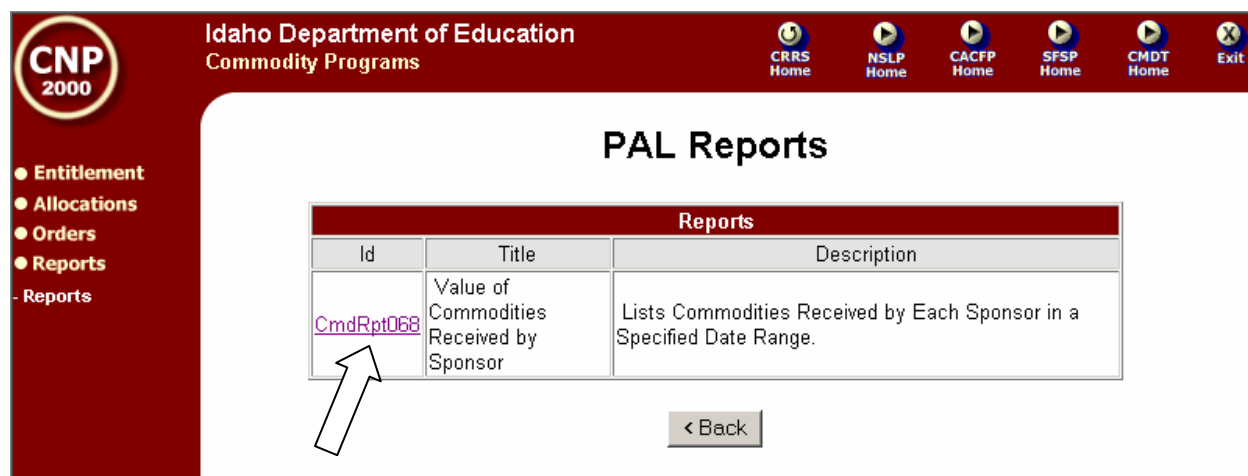 CNP
2000
Idaho Department of Education
Commodity Programs
CRRS
Home
NSLP
Home
CACFP
Home
SFSP
Home
CMDT
Home
X
Exit
Entitlement
Allocations
Orders
Reports
- Reports
PAL Reports
Reports
Id Title Description
CmdRpt068
Value of
Commodities
Received by
Sponsor
Lists Commodities Received by Each Sponsor in a
Specified Date Range.
< Back